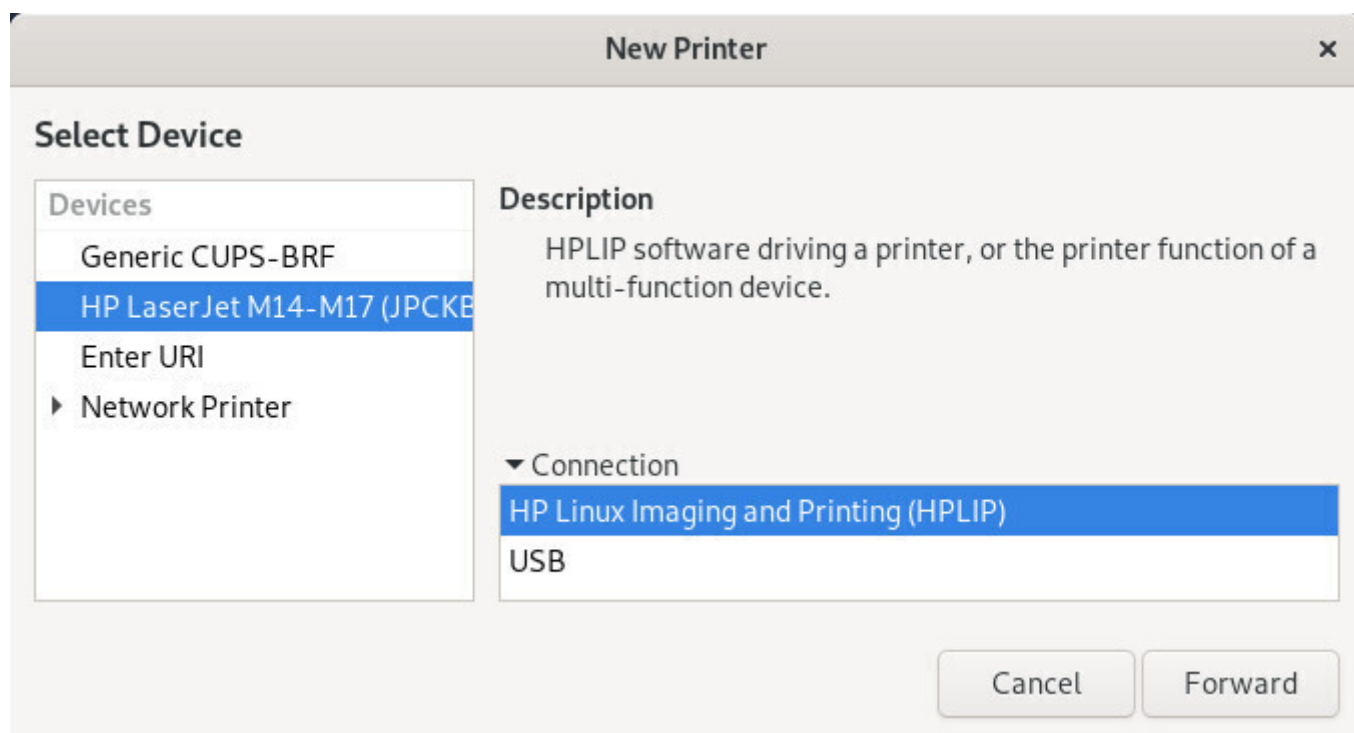 New Printer
Select Device
Devices
Generic CUPS-BRF
HP LaserJet M14-M17 (JPCKB
Enter URI
Network Printer
Description
HPLIP software driving a printer, or the printer function of a
multi-function device.
Connection
HP Linux Imaging and Printing (HPLIP)
USB
Cancel
Forward